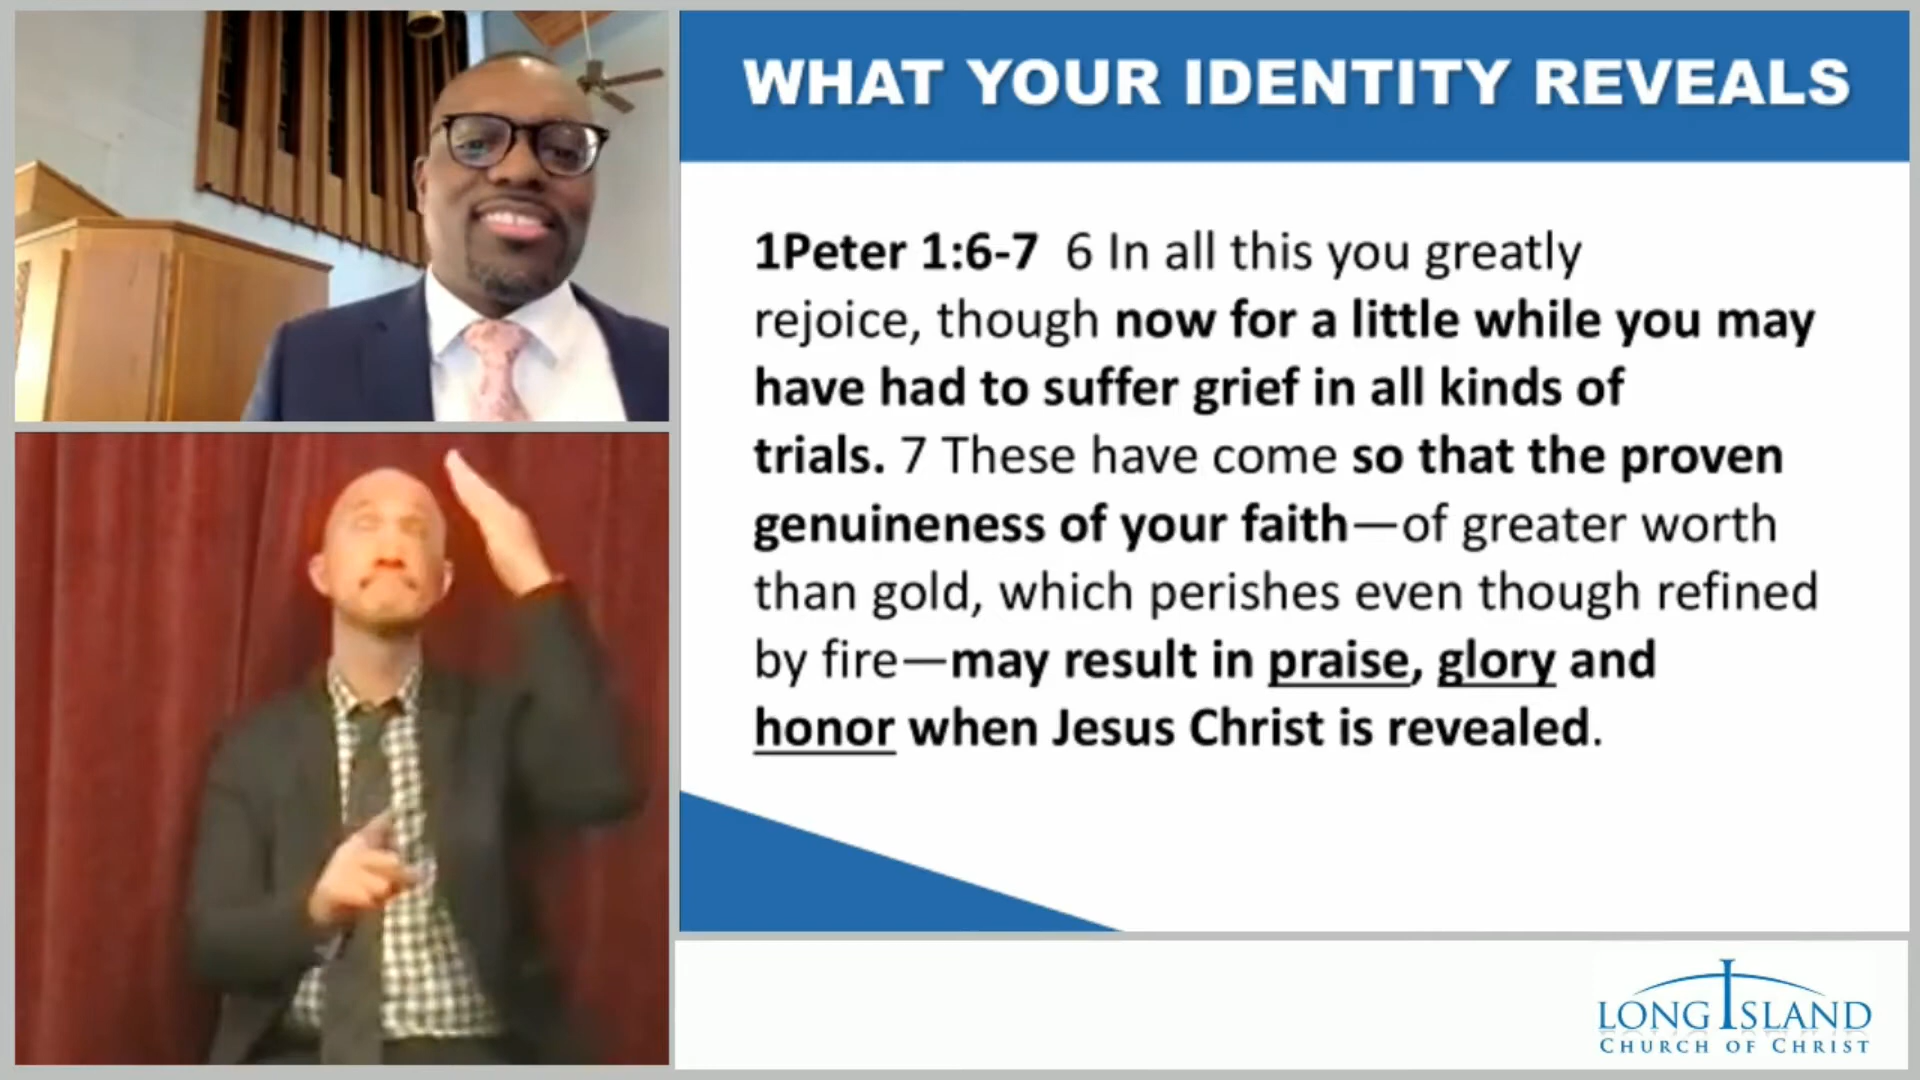 WHAT YOUR IDENTITY REVEALS
1Peter 1:6-7 6 In all this you greatly
rejoice, though now for a little while you may
have had to suffer grief in all kinds of
trials. 7 These have come so that the proven
genuineness of your faith—of greater worth
than gold, which perishes even though refined
by fire—may result in praise, glory and
honor when Jesus Christ is revealed.
LONG ISLAND
CHURCH OF CHRIST